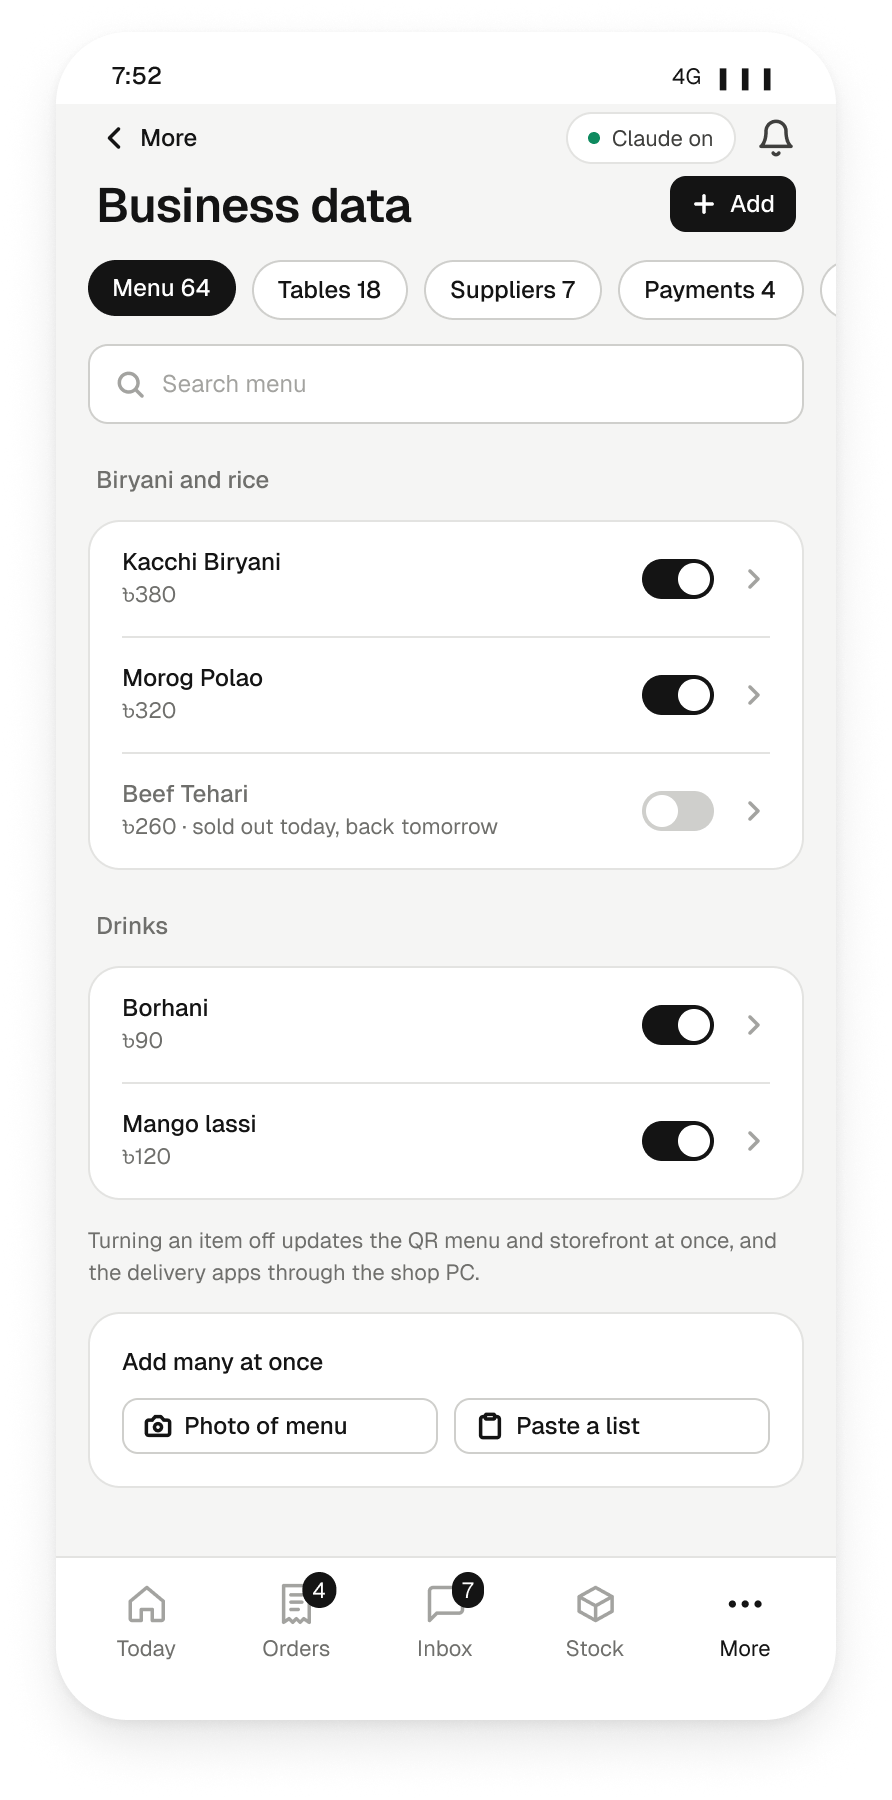 7:52
4G
More
Claude on
Business data
Add
Menu 64
Tables 18
Suppliers 7
Payments 4
Search menu
Biryani and rice
Kacchi Biryani
৳380
Morog Polao
৳320
Beef Tehari
৳260 · sold out today, back tomorrow
Drinks
Borhani
৳90
Mango lassi
৳120
Turning an item off updates the QR menu and storefront at once, and
the delivery apps through the shop PC.
Add many at once
Photo of menu
Paste a list
4
7
Today
Orders
Inbox
Stock
More